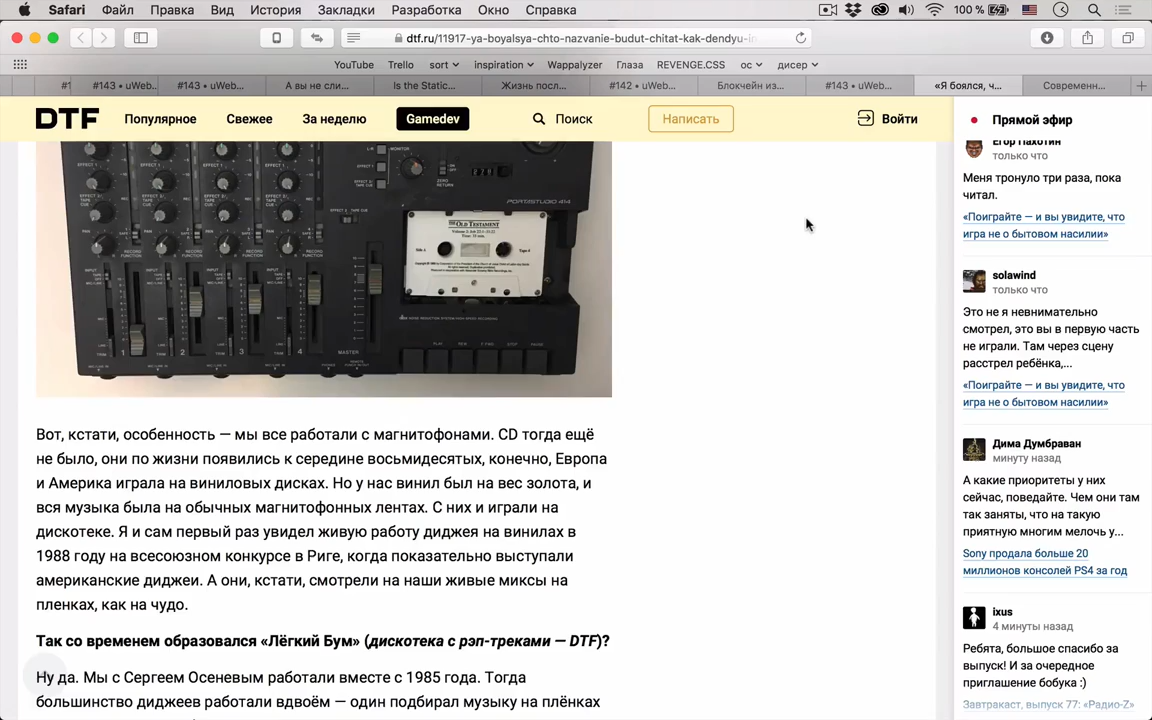 Safari Файл Правка Вид История Закладки Разработка Окно Справка 100 %
dtf.ru/11917-ya-boyalsya-chto-nazvanie-budut-chitat-kak-dendyu-i
YouTube Trello sort inspiration Wappalyzer Глаза REVENGE.CSS ос дисер
#1 #143 • uWeb.. #143 • uWeb... А вы не сли... Is the Static... Жизнь посл... #142 • uWeb... Блокчейн из... #143 • uWeb... «Я боялся, ч... Современн...
DTF Популярное Свежее За неделю Gamedev Поиск Написать Войти
Прямой эфир
Егор Пахотин
только что
Меня тронуло три раза, пока
читал.
«Поиграйте — и вы увидите, что
игра не о бытовом насилии»
solawind
только что
Это не я невнимательно
смотрел, это вы в первую часть
не играли. Там через сцену
расстрел ребёнка,...
«Поиграйте — и вы увидите, что
игра не о бытовом насилии»
Дима Думбраван
минуту назад
А какие приоритеты у них
сейчас, поведайте. Чем они там
так заняты, что на такую
приятную многим мелочь у...
Sony продала больше 20
миллионов консолей PS4 за год
ixus
4 минуты назад
Ребята, большое спасибо за
выпуск! И за очередное
приглашение бобука :)
Завтракаст, выпуск 77: «Радио-Z»
PORTASTUDIO 414
THE OLD TESTAMENT
MASTER
1 2 3 4
Вот, кстати, особенность — мы все работали с магнитофонами. CD тогда ещё
не было, они по жизни появились к середине восьмидесятых, конечно, Европа
и Америка играла на виниловых дисках. Но у нас винил был на вес золота, и
вся музыка была на обычных магнитофонных лентах. С них и играли на
дискотеке. Я и сам первый раз увидел живую работу диджея на винилах в
1988 году на всесоюзном конкурсе в Риге, когда показательно выступали
американские диджеи. А они, кстати, смотрели на наши живые миксы на
пленках, как на чудо.
Так со временем образовался «Лёгкий Бум» (дискотека с рэп-треками — DTF)?
Ну да. Мы с Сергеем Осеневым работали вместе с 1985 года. Тогда
большинство диджеев работали вдвоём — один подбирал музыку на плёнках